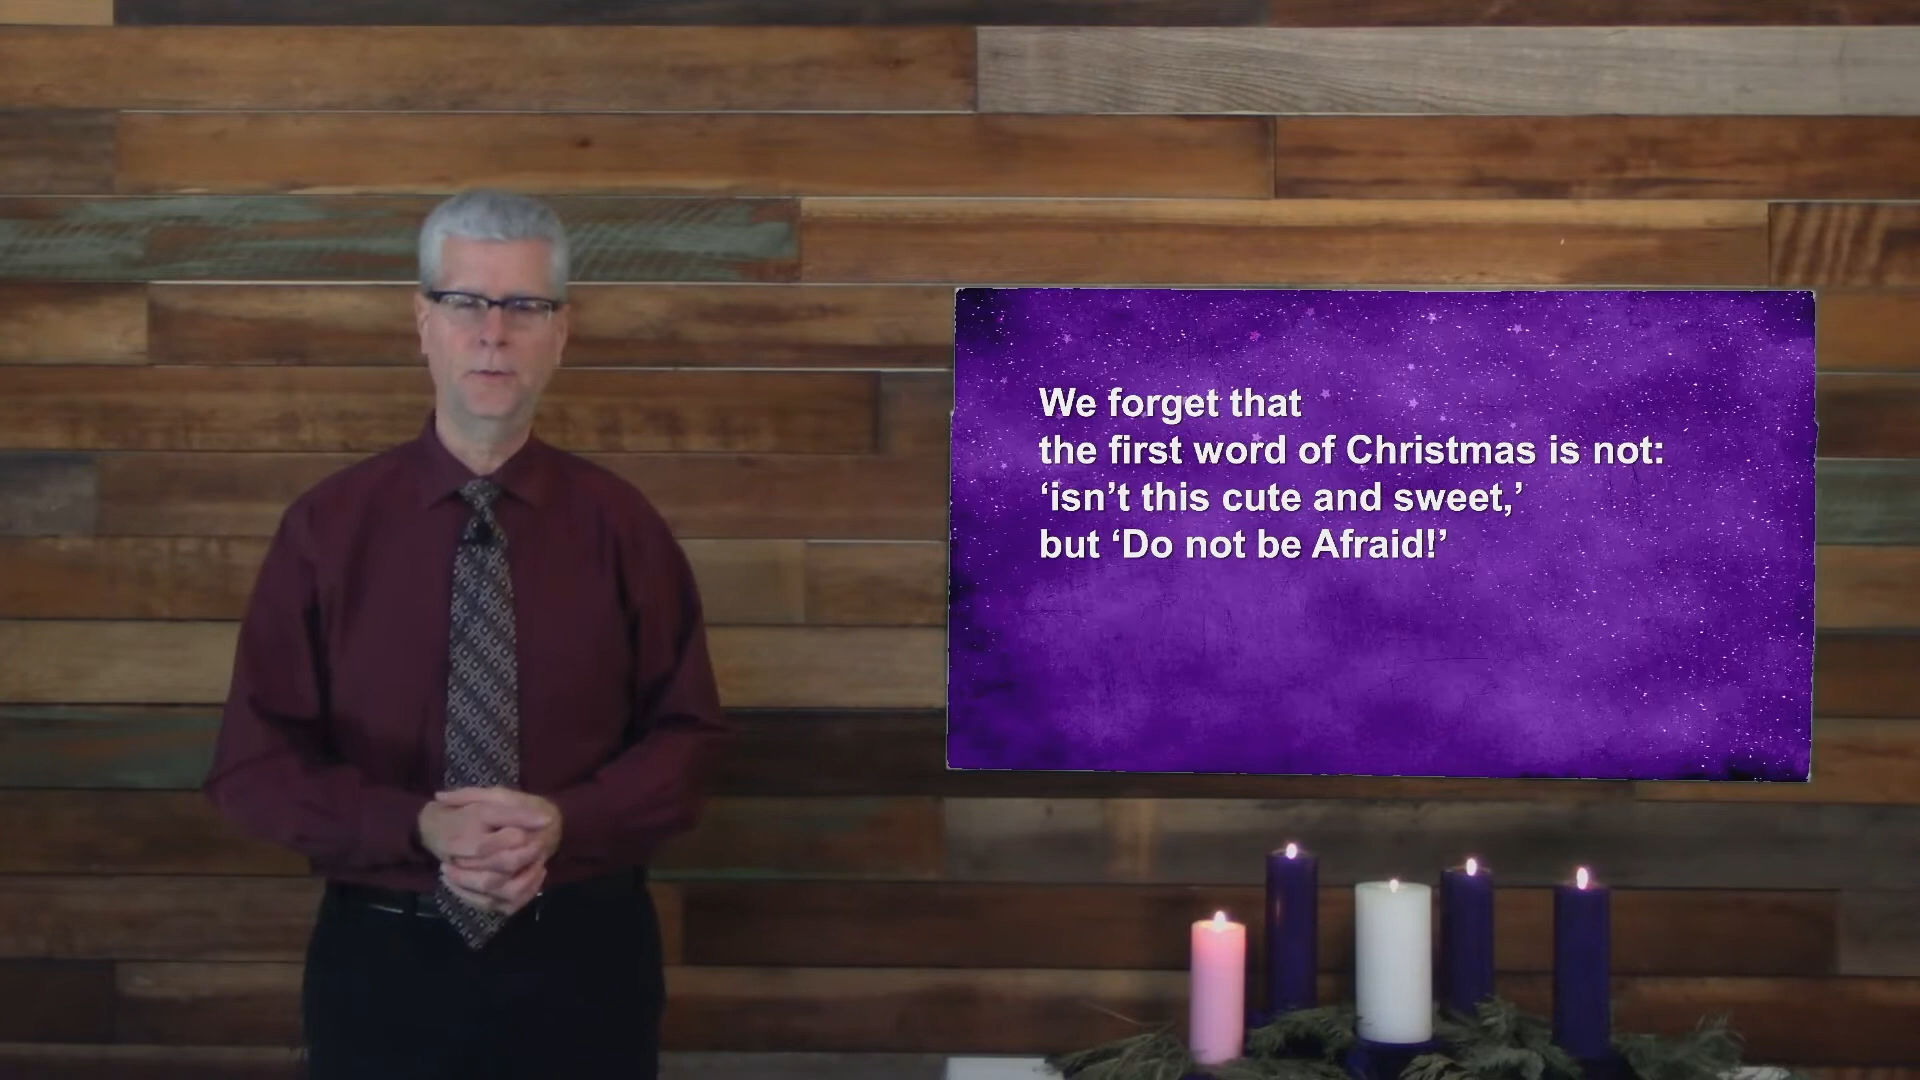 We forget that
the first word of Christmas is not:
‘isn’t this cute and sweet,’
but ‘Do not be Afraid!’